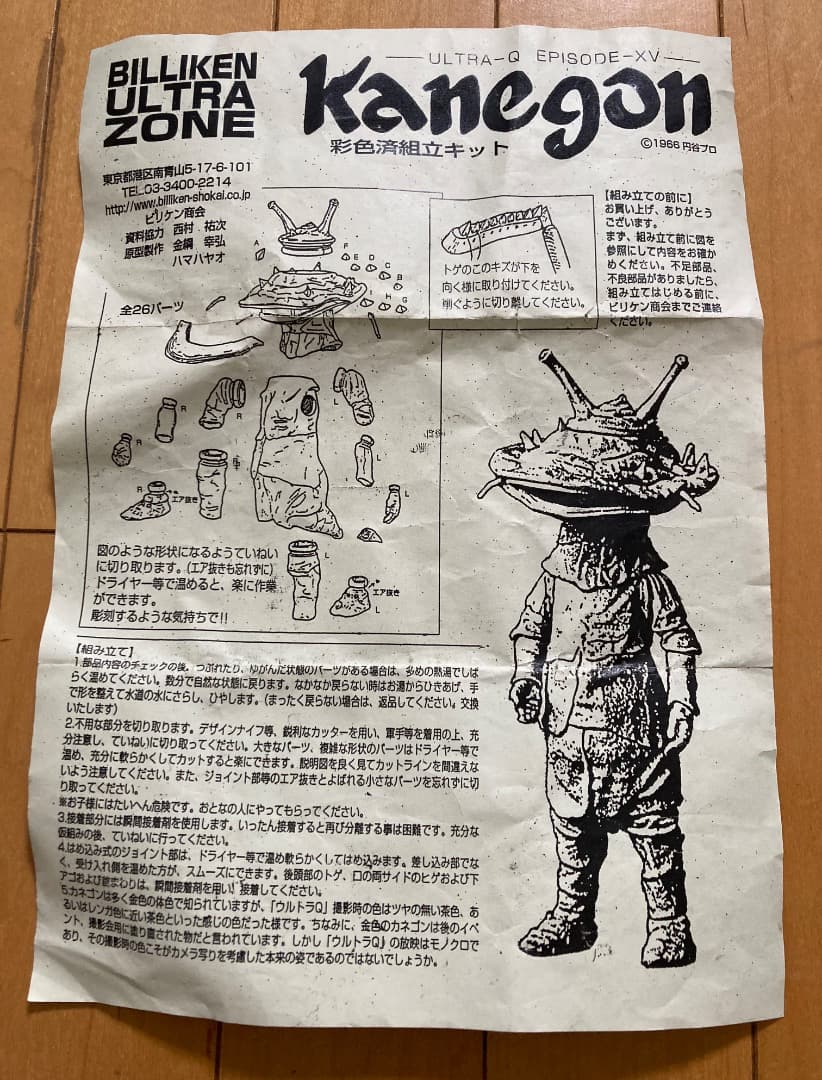 BILLIKEN
ULTRA
ZONE
ULTRA-Q EPISODE-XV
Kanegon
彩色済組立キット
©1966 円谷プロ
東京都港区南青山5-17-6-101
TEL.03-3400-2214
http://www.billiken-shokai.co.jp
ビリケン商会
資料協力 西村 祐次
原型製作 金綱 幸弘
ハマハヤオ
全26パーツ
A
F
E
D
C
B
H
G
トゲのこのキズが下を
向く様に取り付けてください。
削ぐように切り離してください。
【組み立ての前に】
お買い上げ、ありがとう
ございます。
まず、組み立て前に図を
参照にして内容をお確か
めください。不足部品、
不良部品がありましたら、
組み立てはじめる前に、
ビリケン商会までご連絡
ください。
R
R
R
L
L
L
R
エア抜き
L
エア抜き
L
図のような形状になるようていねい
に切り取ります。(エア抜きも忘れずに)
ドライヤー等で温めると、楽に作業
ができます。
彫刻するような気持ちで!!
【組み立て】
1.部品内容のチェックの後、つぶれたり、ゆがんだ状態のパーツがある場合は、多めの熱湯でしば
らく温めてください。数分で自然な状態に戻ります。なかなか戻らない時はお湯からひきあげ、手
で形を整えて水道の水にさらし、ひやします。(まったく戻らない場合は、返品してください。交換
いたします)
2.不用な部分を切り取ります。デザインナイフ等、鋭利なカッターを用い、軍手等を着用の上、充
分注意し、ていねいに切り取ってください。大きなパーツ、複雑な形状のパーツはドライヤー等で
温め、充分に軟らかくしてカットすると楽にできます。説明図を良く見てカットラインを間違えな
いよう注意してください。また、ジョイント部等のエア抜きとよばれる小さなパーツを忘れずに切
り取ってください。
※お子様にはたいへん危険です。おとなの人にやってもらってください。
3.接着部分には瞬間接着剤を使用します。いったん接着すると再び分離する事は困難です。充分な
仮組みの後、ていねいに行ってください。
4.はめ込み式のジョイント部は、ドライヤー等で温め軟らかくしてはめ込みます。差し込み部でな
く、受け入れ側を温めた方が、スムーズにできます。後頭部のトゲ、口の両サイドのヒゲおよび下
アゴおよび首まわりは、瞬間接着剤を用い接着してください。
5.カネゴンは多く金色の体色で知られていますが、「ウルトラQ」撮影時の色はツヤの無い茶色、あ
るいはレンガ色に近い茶色といった感じの色だった様です。ちなみに、金色のカネゴンは後のイベ
ント、撮影会用に塗り直された物だと言われています。しかし「ウルトラQ」の放映はモノクロで
あり、その撮影時の色こそがカメラ写りを考慮した本来の姿であるのではないでしょうか。